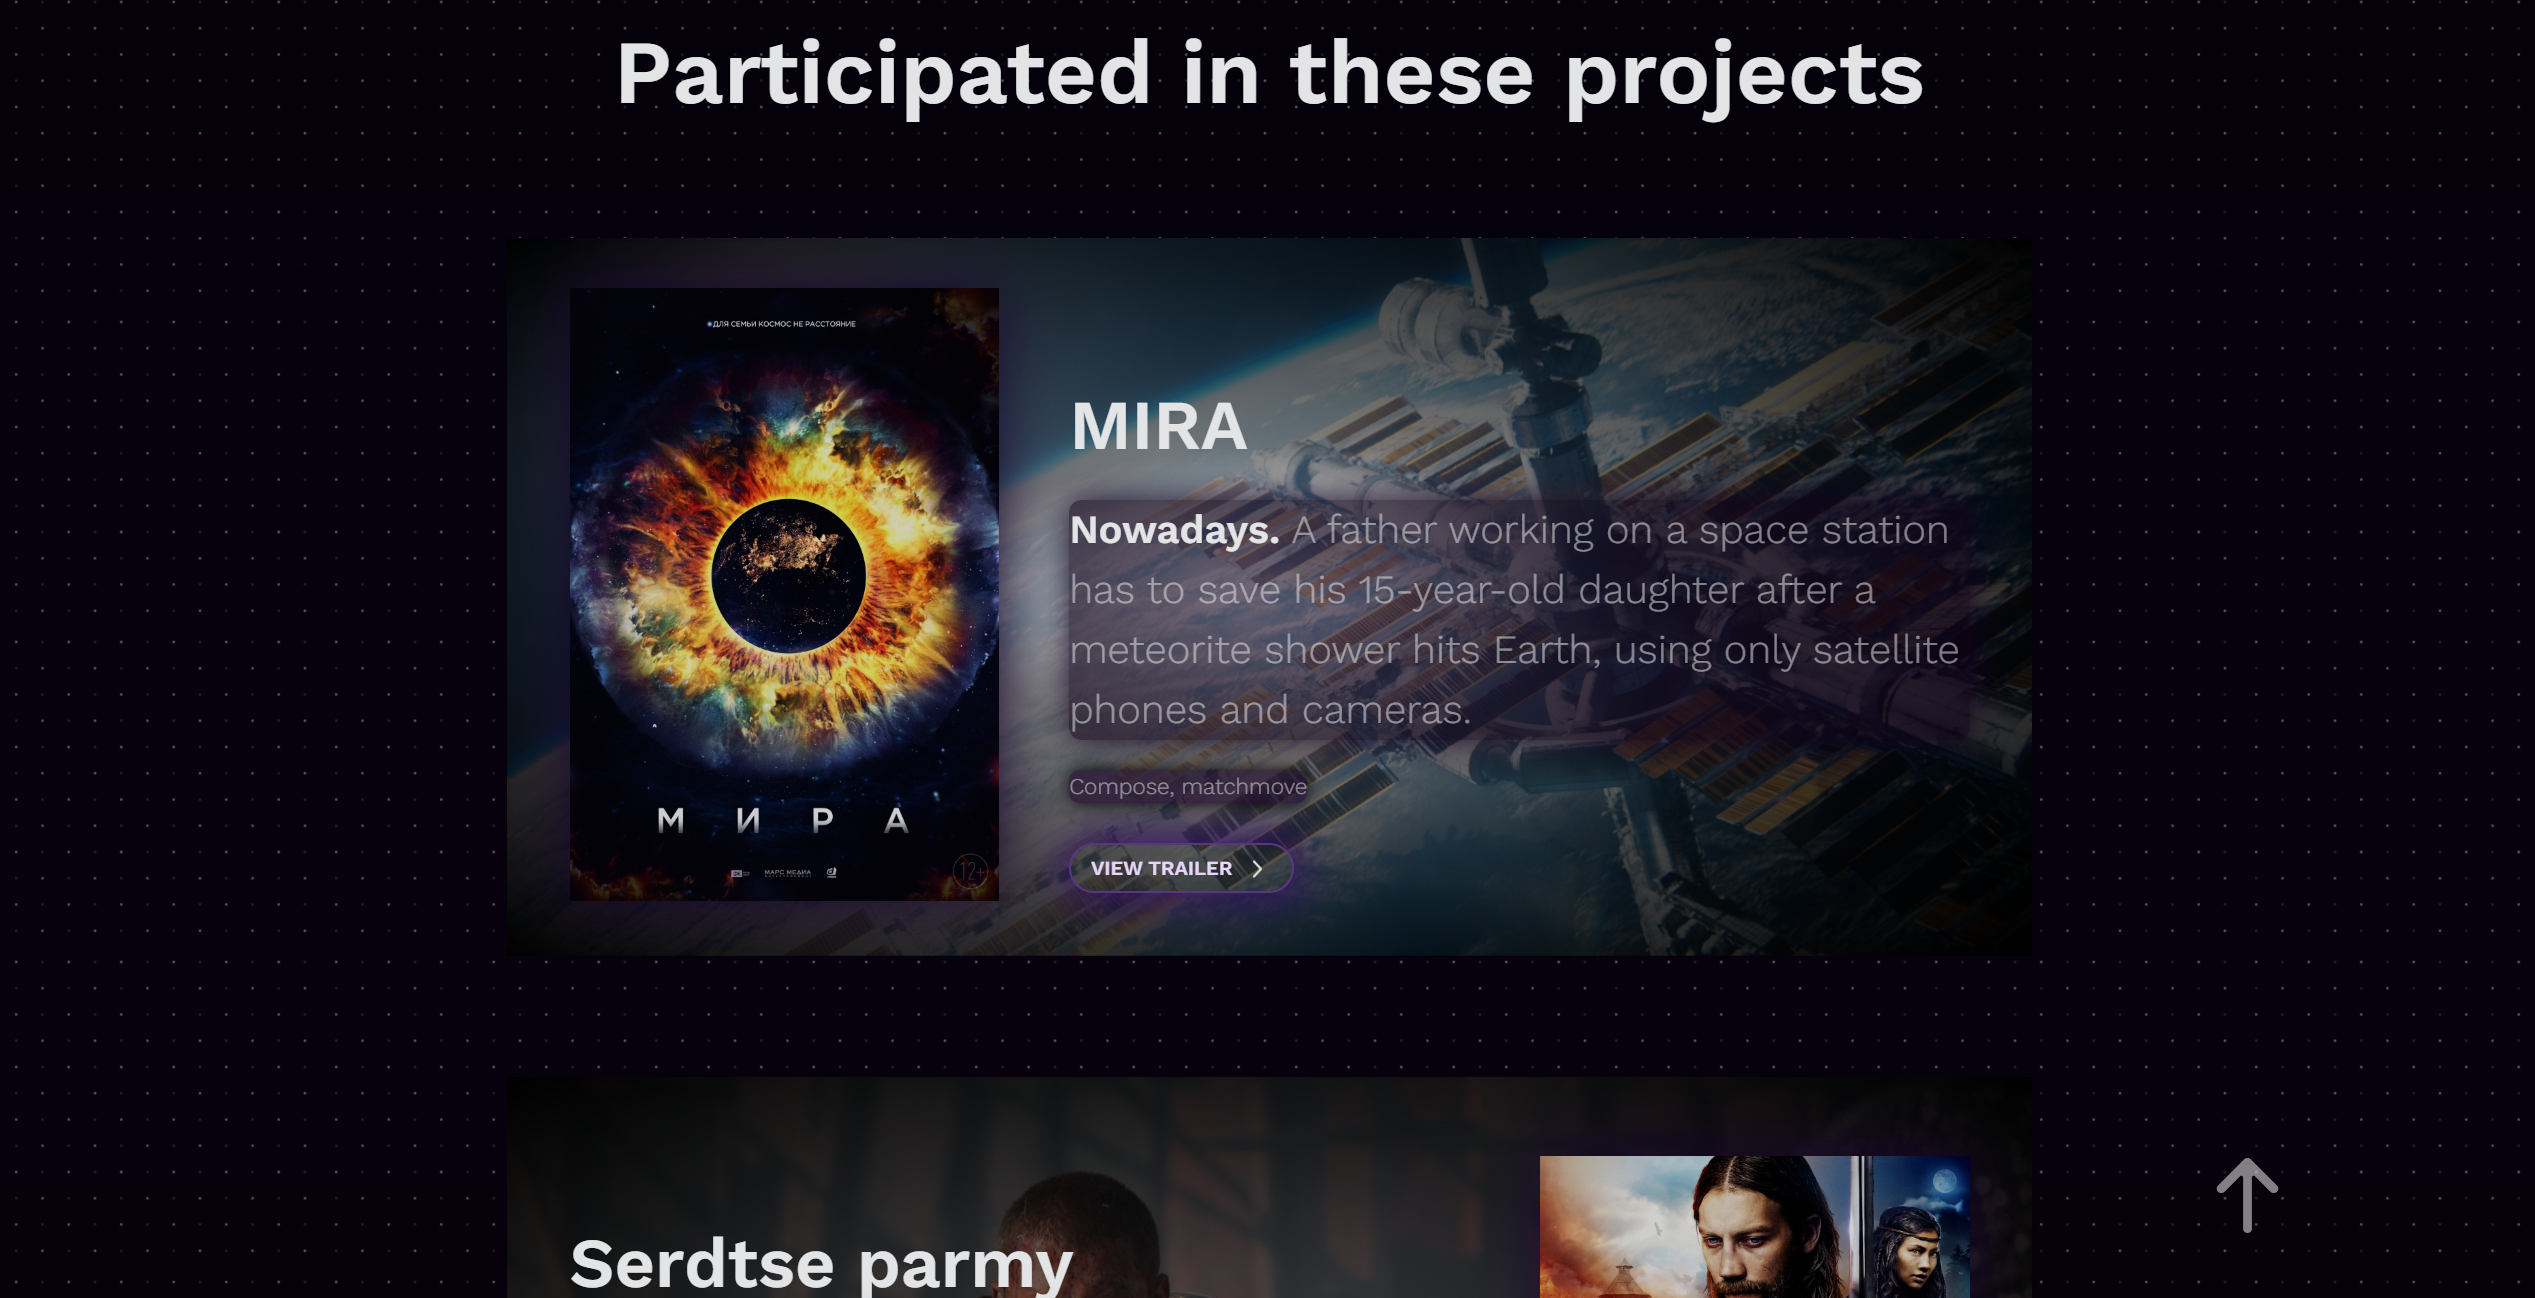 Participated in these projects
ДЛЯ СЕМЬИ КОСМОС НЕ РАССТОЯНИЕ
МИРА
МАРС МЕДИА
12+
MIRA
Nowadays. A father working on a space station
has to save his 15-year-old daughter after a
meteorite shower hits Earth, using only satellite
phones and cameras.
Compose, matchmove
VIEW TRAILER
Serdtse parmy